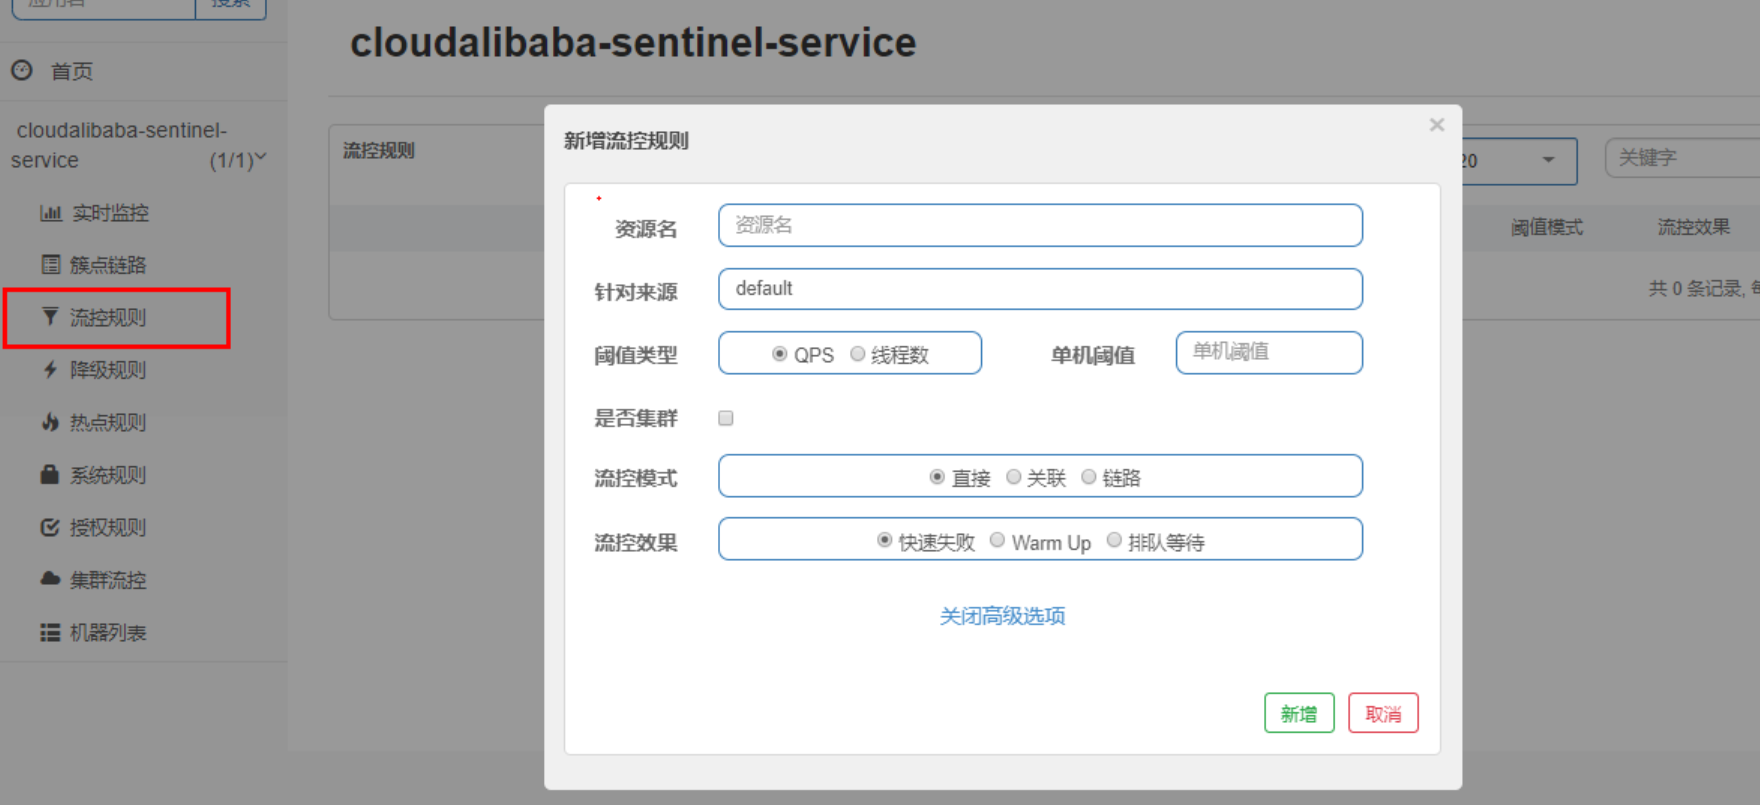 应用名 搜索
首页
cloudalibaba-sentinel-
service (1/1)
实时监控
簇点链路
流控规则
降级规则
热点规则
系统规则
授权规则
集群流控
机器列表
cloudalibaba-sentinel-service
流控规则
20 关键字
阈值模式 流控效果
共 0 条记录,
新增流控规则 ×
资源名 资源名
针对来源 default
阈值类型 QPS 线程数 单机阈值 单机阈值
是否集群
流控模式 直接 关联 链路
流控效果 快速失败 Warm Up 排队等待
关闭高级选项
新增 取消